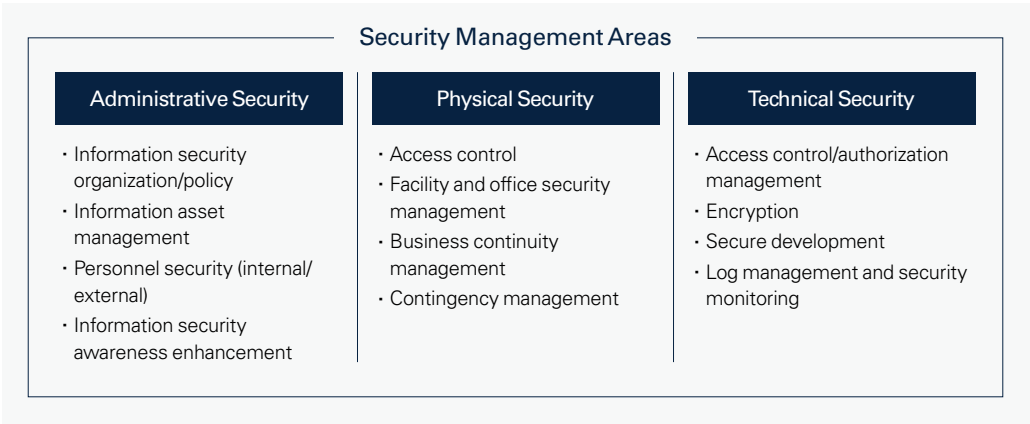 Security Management Areas
Administrative Security
· Information security
organization/policy
· Information asset
management
· Personnel security (internal/
external)
· Information security
awareness enhancement
Physical Security
· Access control
· Facility and office security
management
· Business continuity
management
· Contingency management
Technical Security
· Access control/authorization
management
· Encryption
· Secure development
· Log management and security
monitoring